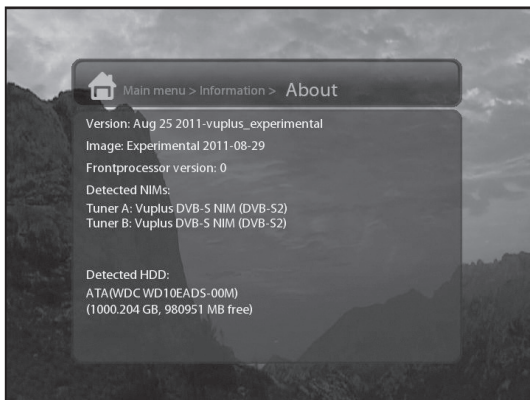 Main menu > Information > About
Version: Aug 25 2011-vuplus_experimental
Image: Experimental 2011-08-29
Frontprocessor version: 0
Detected NIMs:
Tuner A: Vuplus DVB-S NIM (DVB-S2)
Tuner B: Vuplus DVB-S NIM (DVB-S2)
Detected HDD:
ATA(WDC WD10EADS-00M)
(1000.204 GB, 980951 MB free)